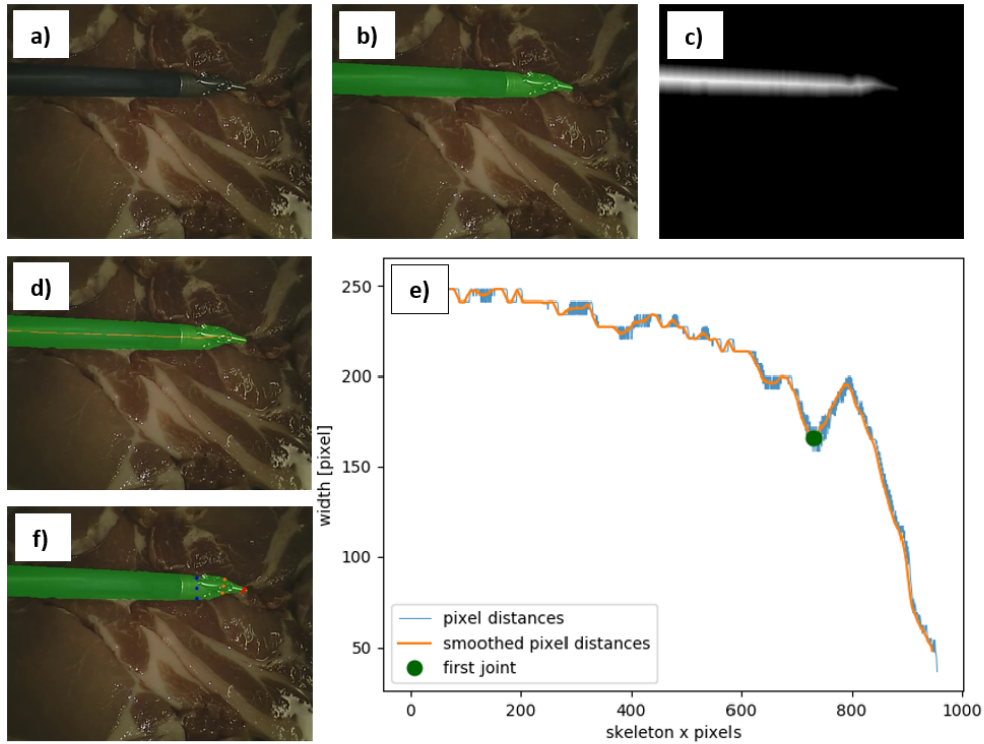 a)
b)
c)
d)
e)
f)
250
200
150
100
50
width [pixel]
pixel distances
smoothed pixel distances
first joint
0
200
400
600
800
1000
skeleton x pixels